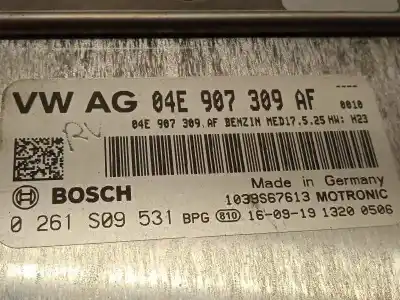 VW AG 04E 907 309 AF 0010
04E 907 309.AF BENZIN MED17.5.25 HW: H23
RV
Made in Germany
BOSCH 1039S67613 MOTRONIC
0 261 S09 531 BPG 810 16-09-19 1320 0506